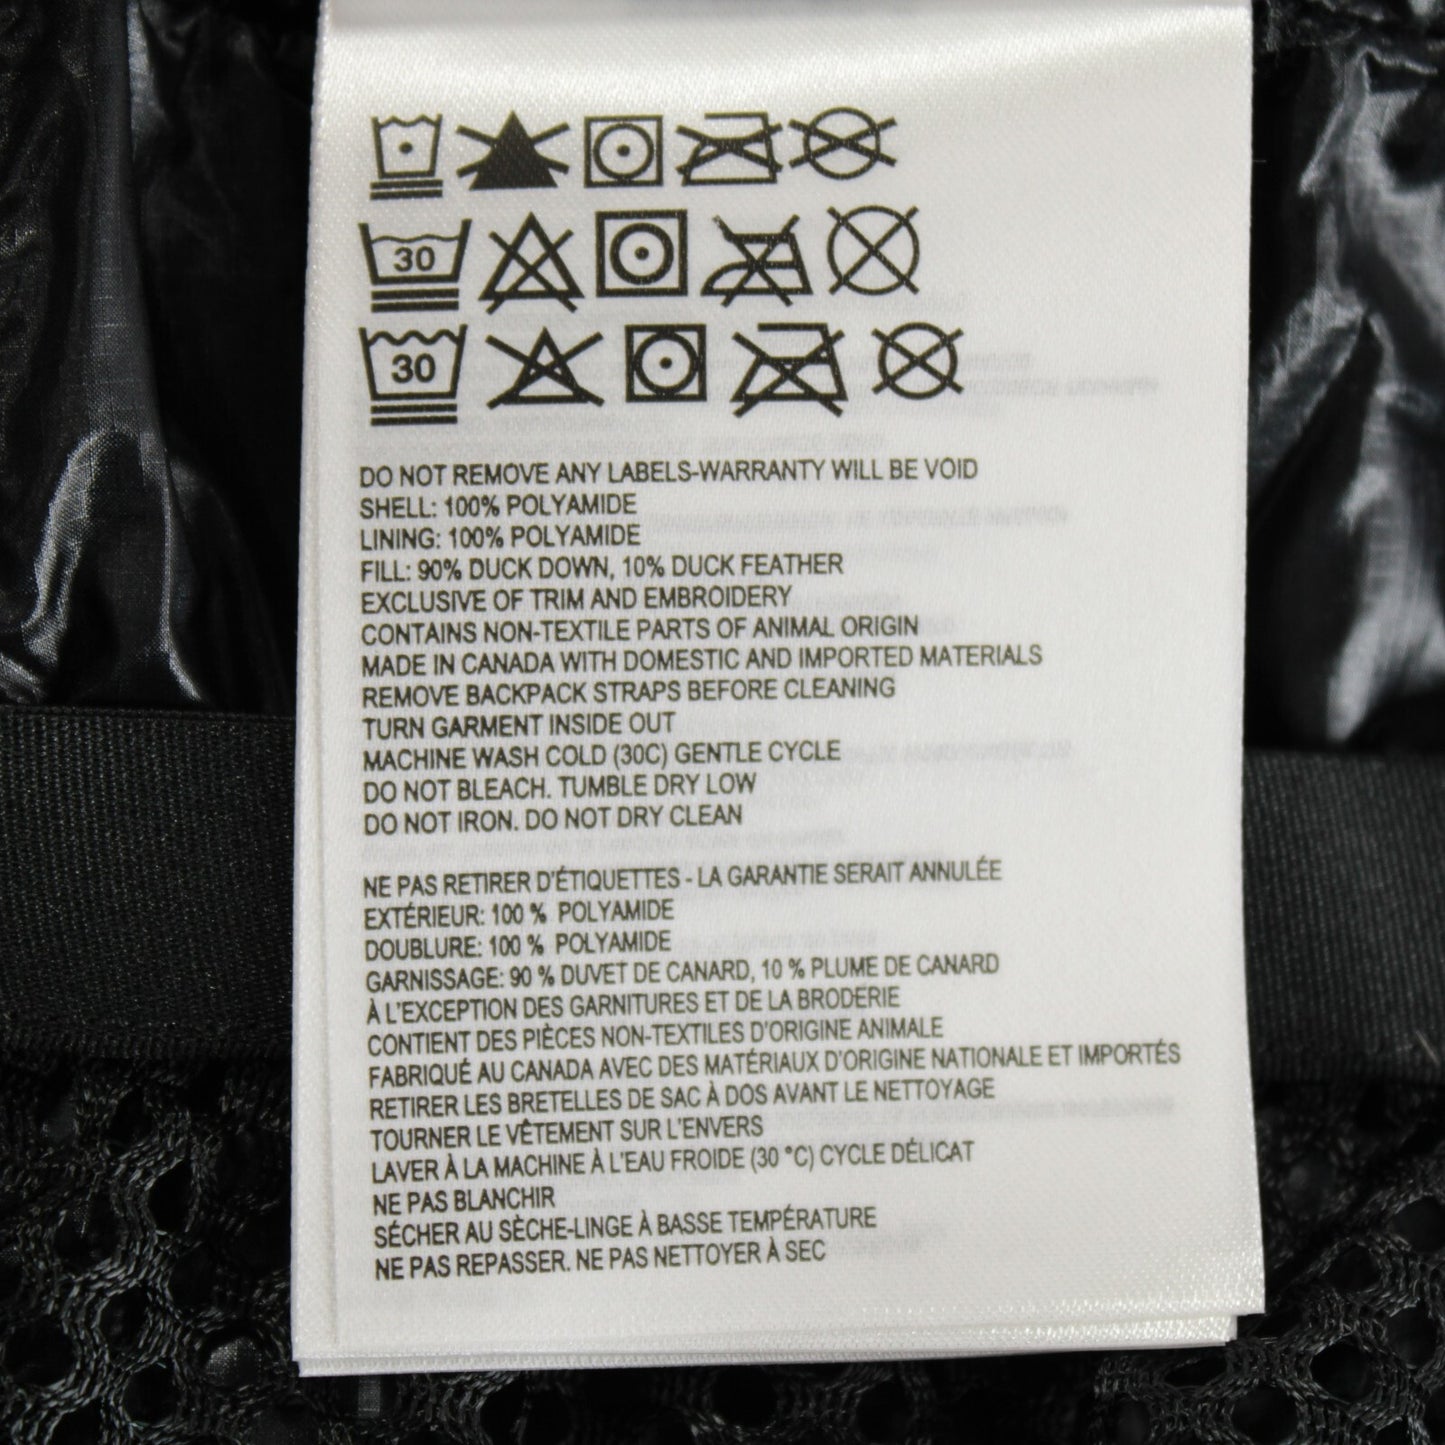 30
30
DO NOT REMOVE ANY LABELS-WARRANTY WILL BE VOID
SHELL: 100% POLYAMIDE
LINING: 100% POLYAMIDE
FILL: 90% DUCK DOWN, 10% DUCK FEATHER
EXCLUSIVE OF TRIM AND EMBROIDERY
CONTAINS NON-TEXTILE PARTS OF ANIMAL ORIGIN
MADE IN CANADA WITH DOMESTIC AND IMPORTED MATERIALS
REMOVE BACKPACK STRAPS BEFORE CLEANING
TURN GARMENT INSIDE OUT
MACHINE WASH COLD (30C) GENTLE CYCLE
DO NOT BLEACH. TUMBLE DRY LOW
DO NOT IRON. DO NOT DRY CLEAN
NE PAS RETIRER D'ÉTIQUETTES - LA GARANTIE SERAIT ANNULÉE
EXTÉRIEUR: 100 % POLYAMIDE
DOUBLURE: 100 % POLYAMIDE
GARNISSAGE: 90 % DUVET DE CANARD, 10 % PLUME DE CANARD
À L'EXCEPTION DES GARNITURES ET DE LA BRODERIE
CONTIENT DES PIÈCES NON-TEXTILES D'ORIGINE ANIMALE
FABRIQUÉ AU CANADA AVEC DES MATÉRIAUX D'ORIGINE NATIONALE ET IMPORTÉS
RETIRER LES BRETELLES DE SAC À DOS AVANT LE NETTOYAGE
TOURNER LE VÊTEMENT SUR L'ENVERS
LAVER À LA MACHINE À L'EAU FROIDE (30 °C) CYCLE DÉLICAT
NE PAS BLANCHIR
SÉCHER AU SÈCHE-LINGE À BASSE TEMPÉRATURE
NE PAS REPASSER. NE PAS NETTOYER À SEC